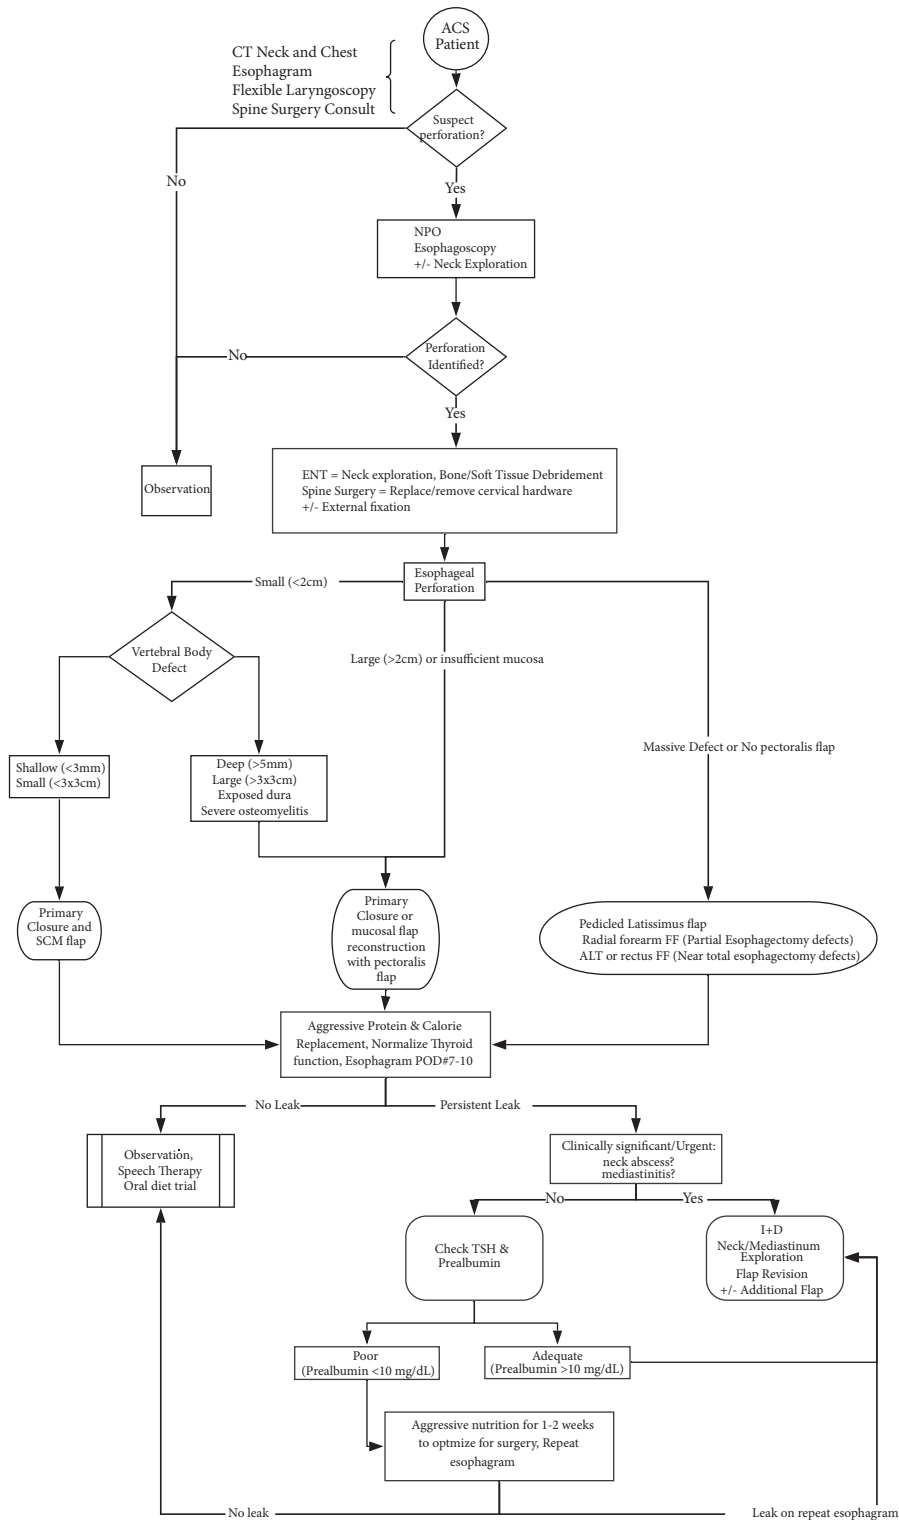 ACS
Patient
CT Neck and Chest
Esophagram
Flexible Laryngoscopy
Spine Surgery Consult
Suspect
perforation?
No
Yes
NPO
Esophagoscopy
+/- Neck Exploration
Perforation
Identified?
No
Yes
ENT = Neck exploration, Bone/Soft Tissue Debridement
Spine Surgery = Replace/remove cervical hardware
+/- External fixation
Observation
Esophageal
Perforation
Small (<2cm)
Vertebral Body
Defect
Large (>2cm) or insufficient mucosa
Massive Defect or No pectoralis flap
Shallow (<3mm)
Small (<3x3cm)
Deep (>5mm)
Large (>3x3cm)
Exposed dura
Severe osteomyelitis
Primary
Closure and
SCM flap
Primary
Closure or
mucosal flap
reconstruction
with pectoralis
flap
Pedicled Latissimus flap
Radial forearm FF (Partial Esophagectomy defects)
ALT or rectus FF (Near total esophagectomy defects)
Aggressive Protein & Calorie
Replacement, Normalize Thyroid
function, Esophagram POD#7-10
No Leak
Persistent Leak
Observation,
Speech Therapy
Oral diet trial
Clinically significant/Urgent:
neck abscess?
mediastinitis?
No
Yes
Check TSH &
Prealbumin
I+D
Neck/Mediastinum
Exploration
Flap Revision
+/- Additional Flap
Poor
(Prealbumin <10 mg/dL)
Adequate
(Prealbumin >10 mg/dL)
Aggressive nutrition for 1-2 weeks
to optmize for surgery, Repeat
esophagram
No leak
Leak on repeat esophagram